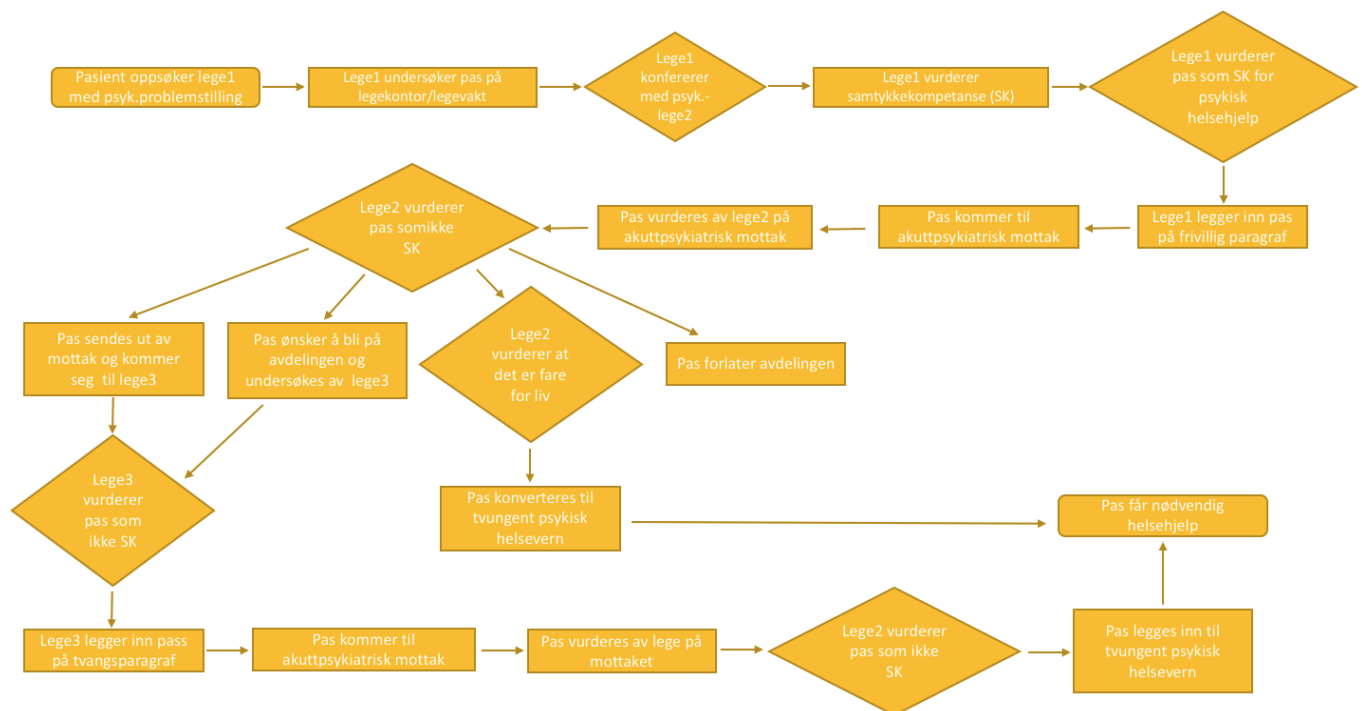 Pasient oppsøker lege1
med psyk.problemstilling
Lege1 undersøker pas på
legekontor/legevakt
Lege1
konfererer
med psyk.-
lege2
Lege1 vurderer
samtykkekompetanse (SK)
Lege1 vurderer
pas som SK for
psykisk
helsehjelp
Lege1 legger inn pas
på frivillig paragraf
Pas kommer til
akuttpsykiatrisk mottak
Pas vurderes av lege2 på
akuttpsykiatrisk mottak
Lege2 vurderer
pas somikke
SK
Pas sendes ut av
mottak og kommer
seg til lege3
Pas ønsker å bli på
avdelingen og
undersøkes av lege3
Lege2
vurderer at
det er fare
for liv
Pas forlater avdelingen
Lege3
vurderer
pas som
ikke SK
Pas konverteres til
tvungent psykisk
helsevern
Pas får nødvendig
helsehjelp
Lege3 legger inn pass
på tvangsparagraf
Pas kommer til
akuttpsykiatrisk mottak
Pas vurderes av lege på
mottaket
Lege2 vurderer
pas som ikke
SK
Pas legges inn til
tvungent psykisk
helsevern